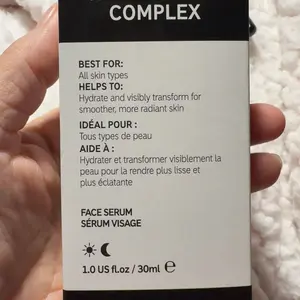 COMPLEX
BEST FOR:
All skin types
HELPS TO:
Hydrate and visibly transform for
smoother, more radiant skin
IDÉAL POUR :
Tous types de peau
AIDE À :
Hydrater et transformer visiblement la
peau pour la rendre plus lisse et
plus éclatante
FACE SERUM
SÉRUM VISAGE
1.0 US fl.oz / 30ml ℮